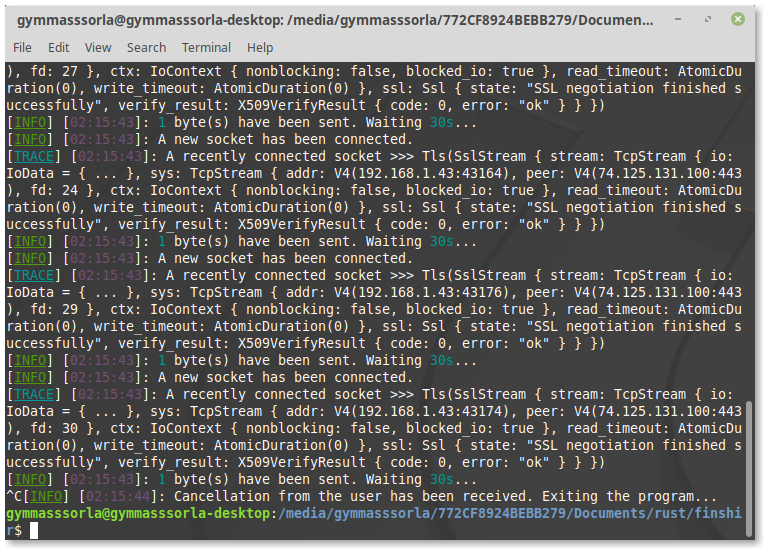 gymmasssorla@gymmasssorla-desktop: /media/gymmasssorla/772CF8924BEBB279/Documen...
File Edit View Search Terminal Help
), fd: 27 }, ctx: IoContext { nonblocking: false, blocked_io: true }, read_timeout: AtomicDu
ration(0), write_timeout: AtomicDuration(0) }, ssl: Ssl { state: "SSL negotiation finished s
uccessfully", verify_result: X509VerifyResult { code: 0, error: "ok" } } })
[INFO] [02:15:43]: 1 byte(s) have been sent. Waiting 30s...
[INFO] [02:15:43]: A new socket has been connected.
[TRACE] [02:15:43]: A recently connected socket >>> Tls(SslStream { stream: TcpStream { io:
IoData = { ... }, sys: TcpStream { addr: V4(192.168.1.43:43164), peer: V4(74.125.131.100:443
), fd: 24 }, ctx: IoContext { nonblocking: false, blocked_io: true }, read_timeout: AtomicDu
ration(0), write_timeout: AtomicDuration(0) }, ssl: Ssl { state: "SSL negotiation finished s
uccessfully", verify_result: X509VerifyResult { code: 0, error: "ok" } } })
[INFO] [02:15:43]: 1 byte(s) have been sent. Waiting 30s...
[INFO] [02:15:43]: A new socket has been connected.
[TRACE] [02:15:43]: A recently connected socket >>> Tls(SslStream { stream: TcpStream { io:
IoData = { ... }, sys: TcpStream { addr: V4(192.168.1.43:43176), peer: V4(74.125.131.100:443
), fd: 29 }, ctx: IoContext { nonblocking: false, blocked_io: true }, read_timeout: AtomicDu
ration(0), write_timeout: AtomicDuration(0) }, ssl: Ssl { state: "SSL negotiation finished s
uccessfully", verify_result: X509VerifyResult { code: 0, error: "ok" } } })
[INFO] [02:15:43]: 1 byte(s) have been sent. Waiting 30s...
[INFO] [02:15:43]: A new socket has been connected.
[TRACE] [02:15:43]: A recently connected socket >>> Tls(SslStream { stream: TcpStream { io:
IoData = { ... }, sys: TcpStream { addr: V4(192.168.1.43:43174), peer: V4(74.125.131.100:443
), fd: 30 }, ctx: IoContext { nonblocking: false, blocked_io: true }, read_timeout: AtomicDu
ration(0), write_timeout: AtomicDuration(0) }, ssl: Ssl { state: "SSL negotiation finished s
uccessfully", verify_result: X509VerifyResult { code: 0, error: "ok" } } })
[INFO] [02:15:43]: 1 byte(s) have been sent. Waiting 30s...
^C[INFO] [02:15:44]: Cancellation from the user has been received. Exiting the program...
gymmasssorla@gymmasssorla-desktop:/media/gymmasssorla/772CF8924BEBB279/Documents/rust/finshi
r$